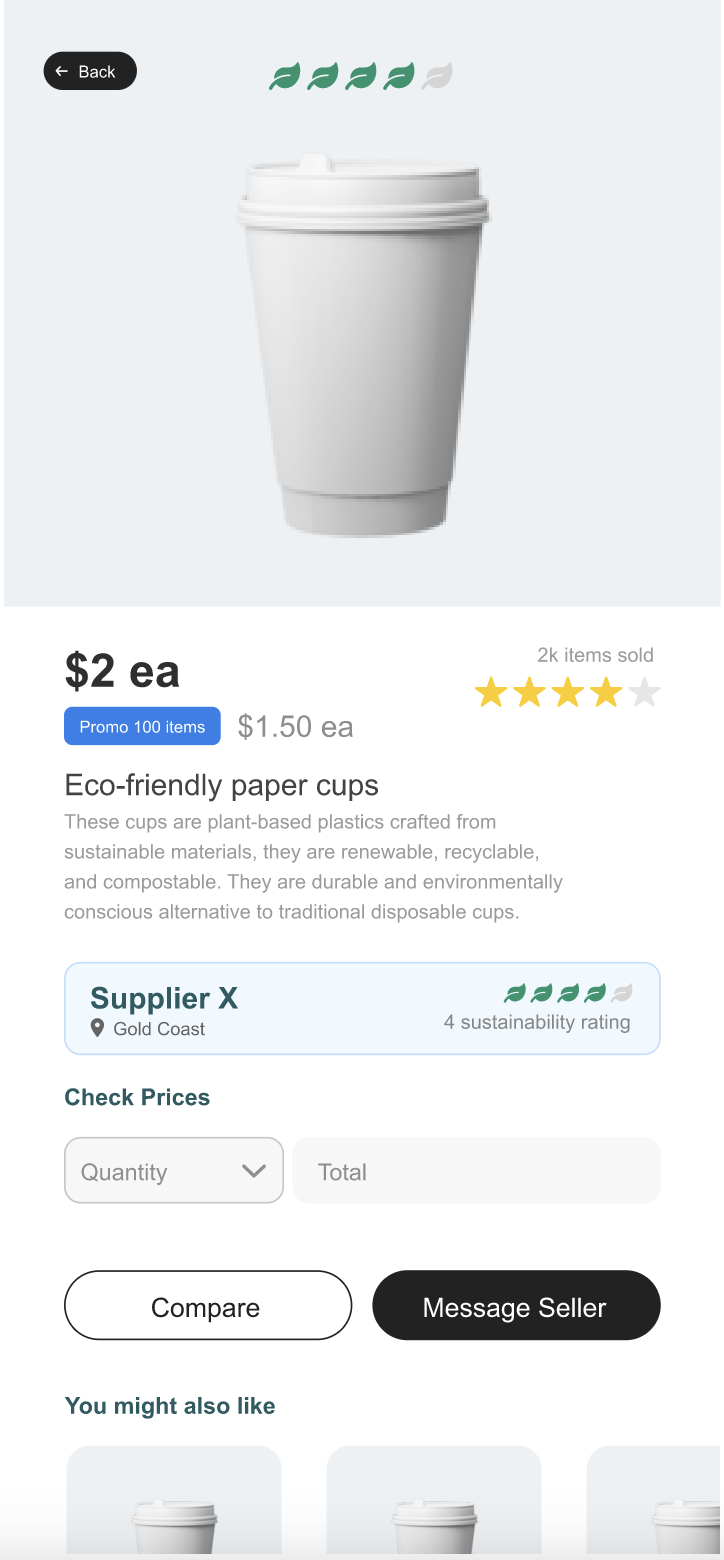 Back
$2 ea
2k items sold
Promo 100 items
$1.50 ea
Eco-friendly paper cups
These cups are plant-based plastics crafted from
sustainable materials, they are renewable, recyclable,
and compostable. They are durable and environmentally
conscious alternative to traditional disposable cups.
Supplier X
Gold Coast
4 sustainability rating
Check Prices
Quantity
Total
Compare
Message Seller
You might also like